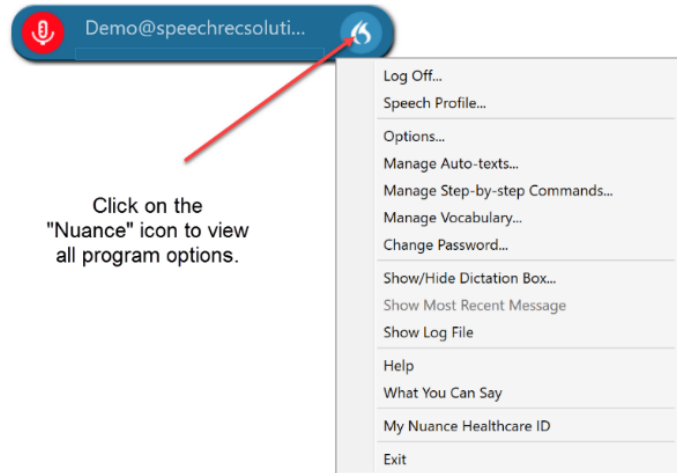 Demo@speechrecsoluti...
Log Off...
Speech Profile...
Options...
Manage Auto-texts...
Manage Step-by-step Commands...
Manage Vocabulary...
Change Password...
Show/Hide Dictation Box...
Show Most Recent Message
Show Log File
Help
What You Can Say
My Nuance Healthcare ID
Exit
Click on the
"Nuance" icon to view
all program options.